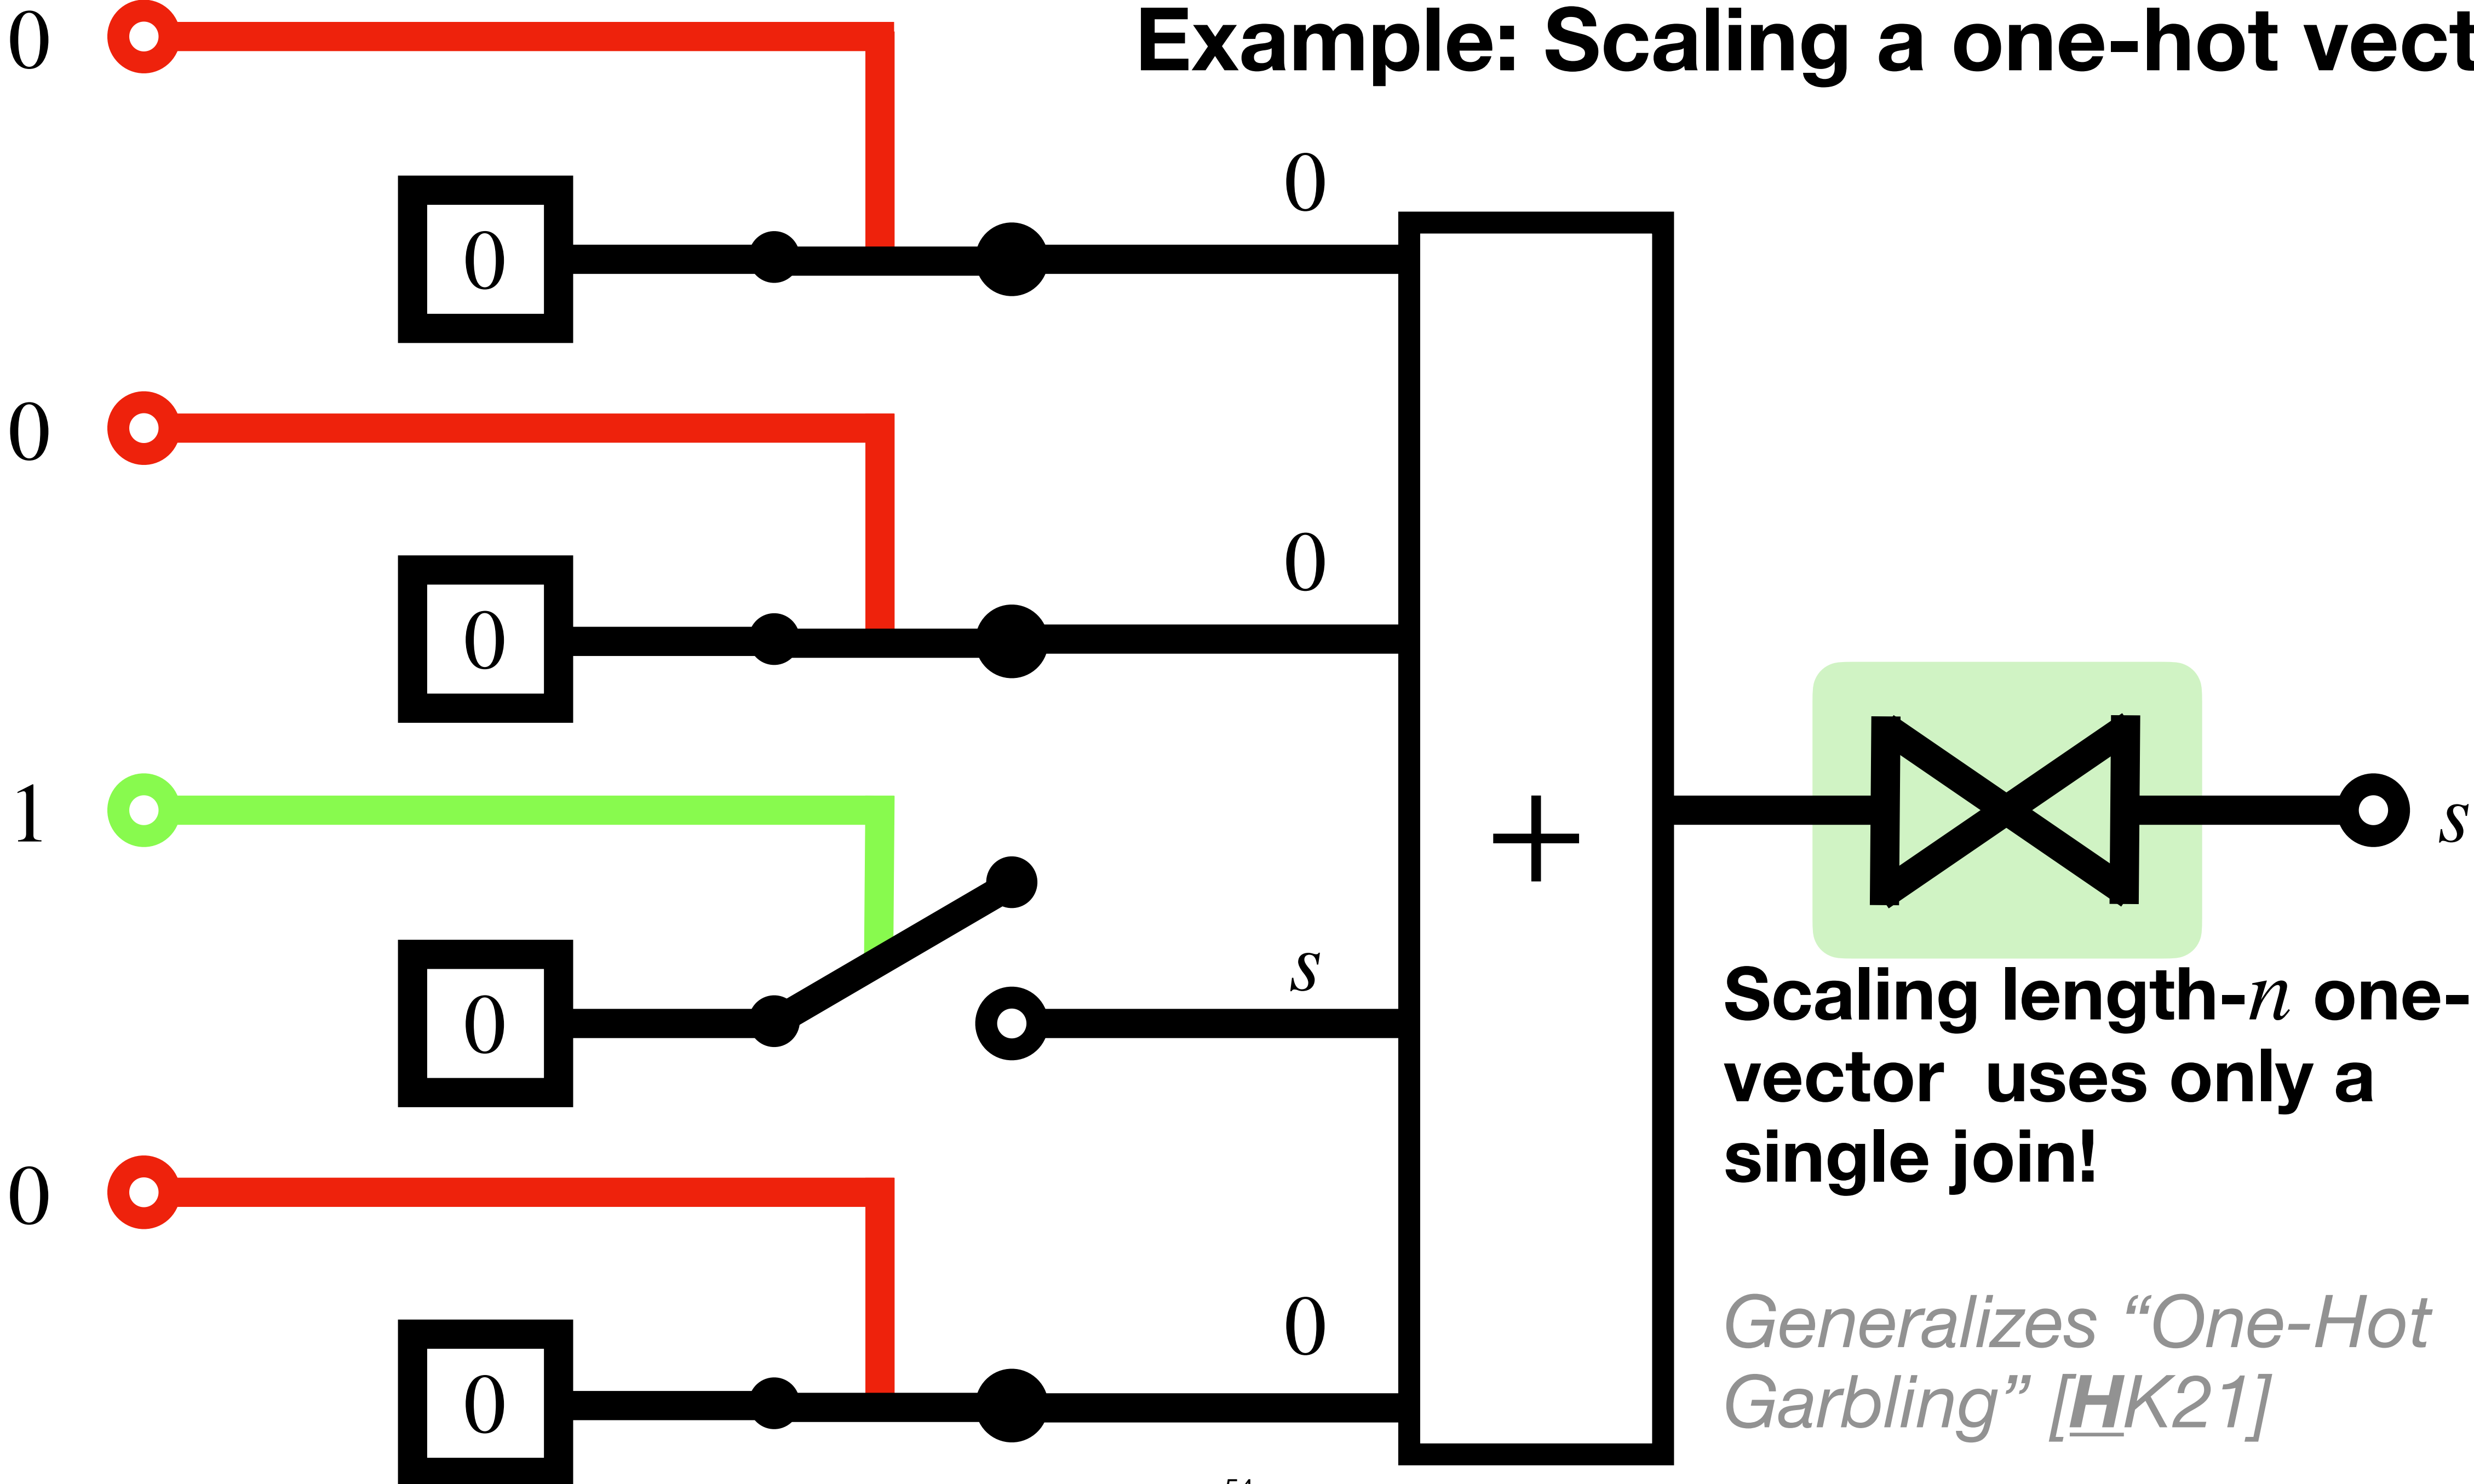 0
Example: Scaling a one-hot vect
0
0
0
0
0
1
+
s
s
0
Scaling length-n one-
vector uses only a
single join!
0
0
Generalizes “One-Hot
Garbling” [HK21]
0